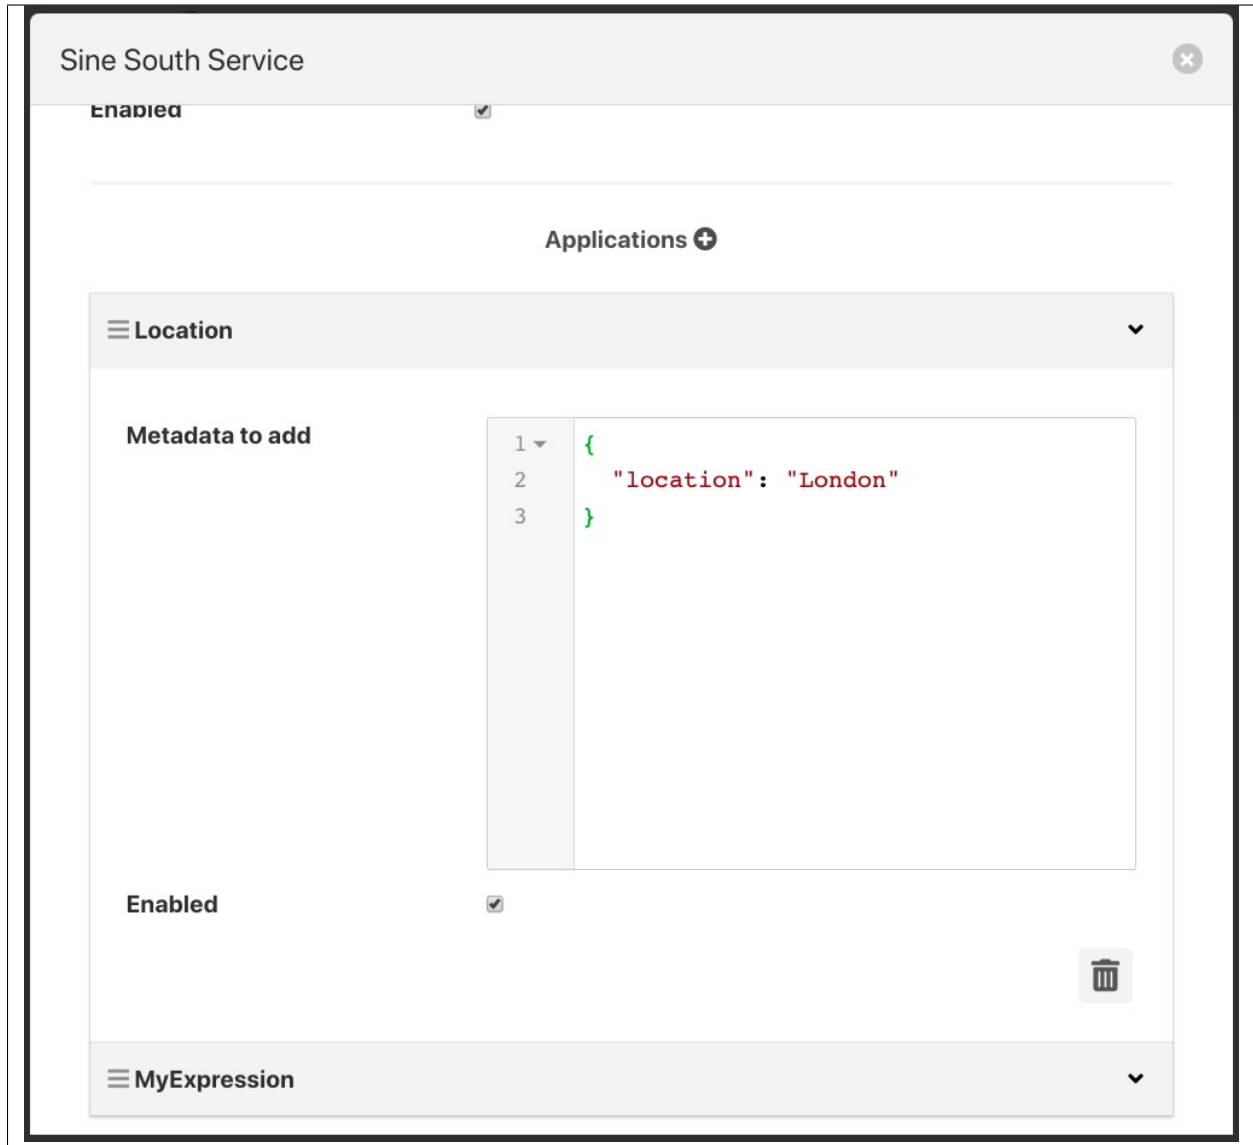 Sine South Service
Enabled
Applications
Location
Metadata to add
1
{
2
"location": "London"
3
}
Enabled
MyExpression